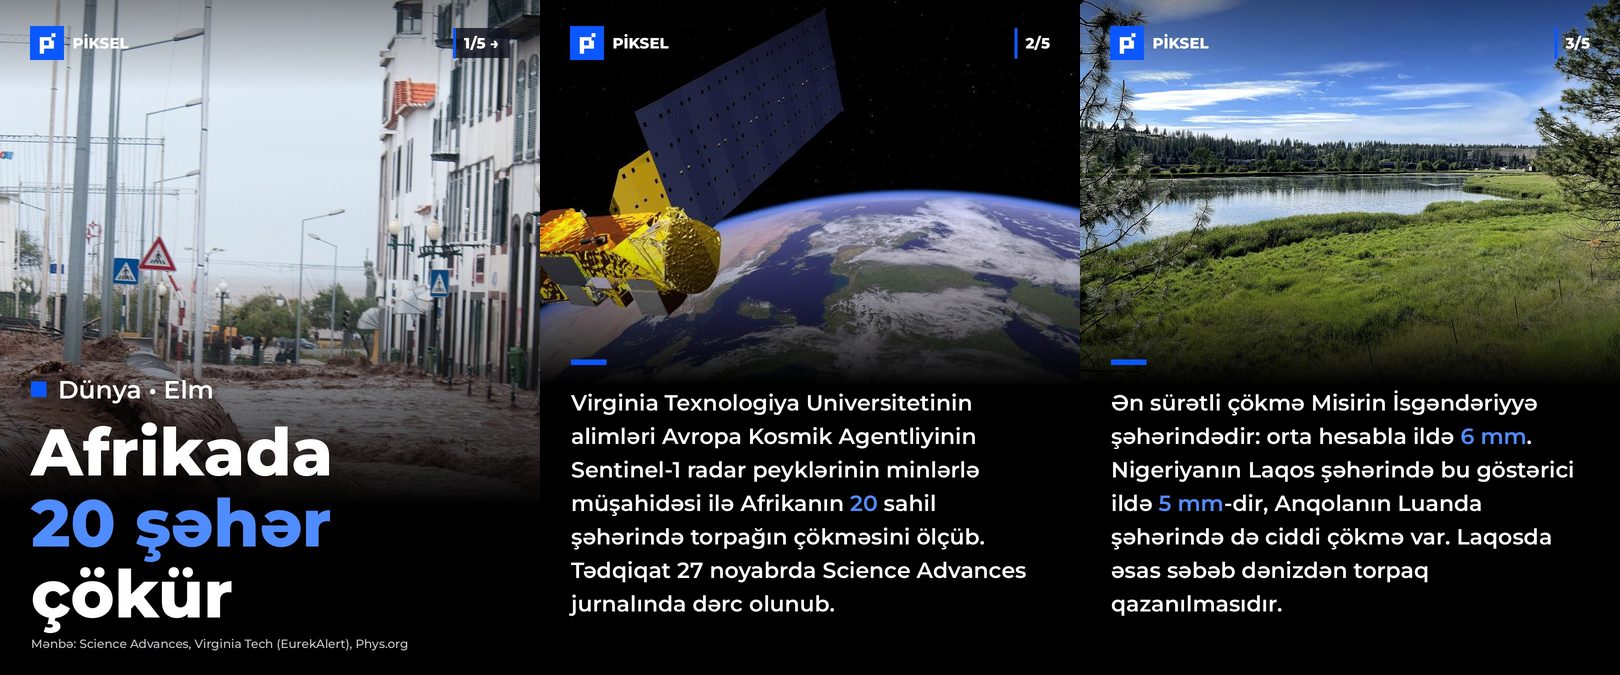 PİKSEL
1/5 →
Dünya • Elm
Afrikada
20 şəhər
çökür
Mənbə: Science Advances, Virginia Tech (EurekAlert), Phys.org
PİKSEL
2/5
Virginia Texnologiya Universitetinin
alimləri Avropa Kosmik Agentliyinin
Sentinel-1 radar peyklərinin minlərlə
müşahidəsi ilə Afrikanın 20 sahil
şəhərində torpağın çökməsini ölçüb.
Tədqiqat 27 noyabrda Science Advances
jurnalında dərc olunub.
PİKSEL
3/5
Ən sürətli çökmə Misirin İsgəndəriyyə
şəhərindədir: orta hesabla ildə 6 mm.
Nigeriyanın Laqos şəhərində bu göstərici
ildə 5 mm-dir, Anqolanın Luanda
şəhərində də ciddi çökmə var. Laqosda
əsas səbəb dənizdən torpaq
qazanılmasıdır.